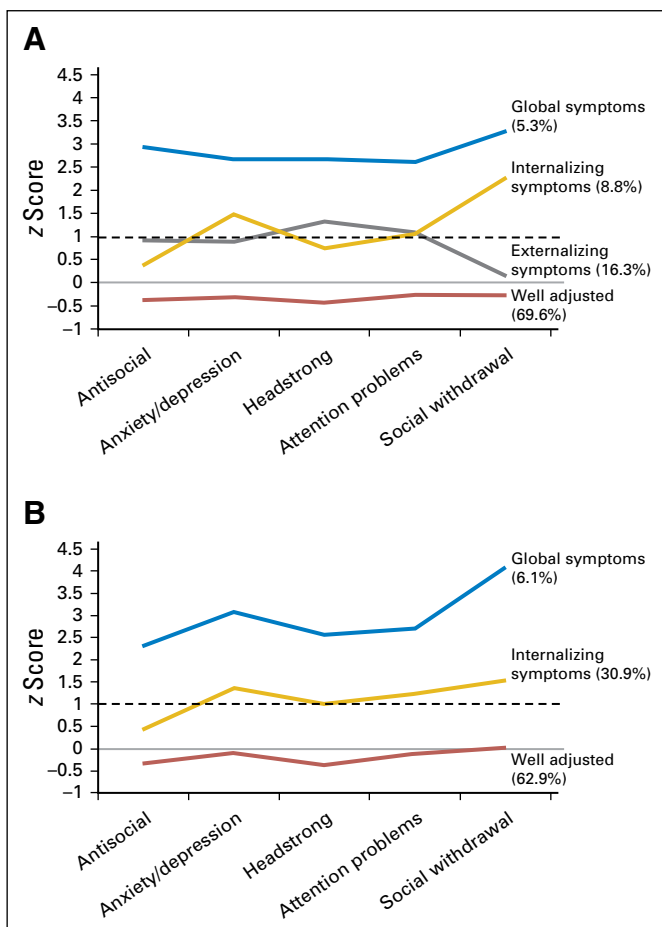 A
4.5
4
3.5
3
2.5
2
1.5
1
0.5
0
−0.5
−1
z Score
Global symptoms
(5.3%)
Internalizing
symptoms (8.8%)
Externalizing
symptoms (16.3%)
Well adjusted
(69.6%)
Antisocial
Anxiety/depression
Headstrong
Attention problems
Social withdrawal
B
4.5
4
3.5
3
2.5
2
1.5
1
0.5
0
−0.5
−1
z Score
Global symptoms
(6.1%)
Internalizing
symptoms (30.9%)
Well adjusted
(62.9%)
Antisocial
Anxiety/depression
Headstrong
Attention problems
Social withdrawal